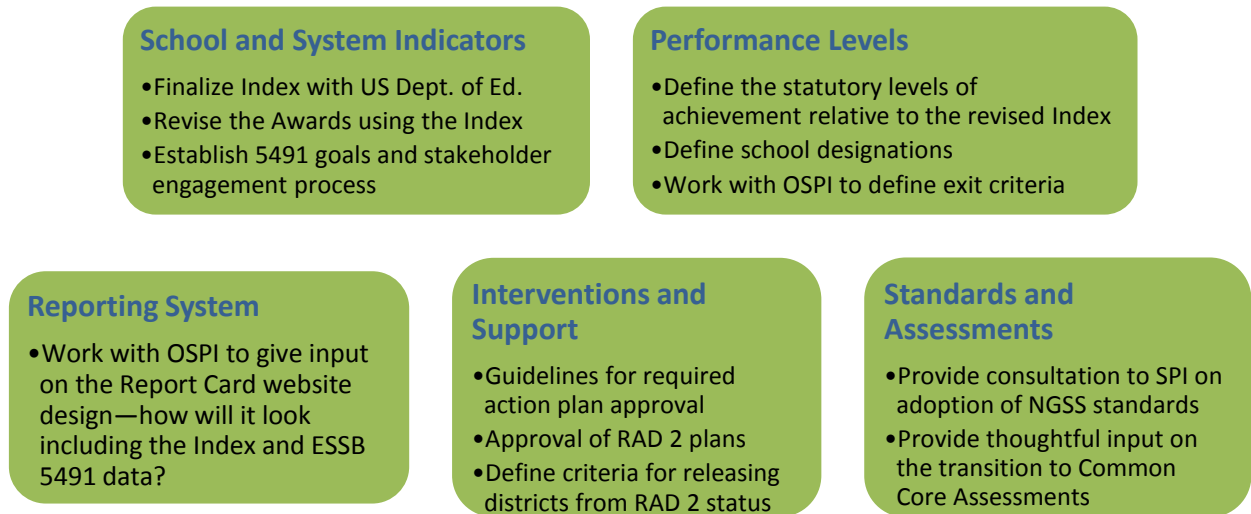 School and System Indicators
•Finalize Index with US Dept. of Ed.
•Revise the Awards using the Index
•Establish 5491 goals and stakeholder
engagement process
Performance Levels
•Define the statutory levels of
achievement relative to the revised Index
•Define school designations
•Work with OSPI to define exit criteria
Reporting System
•Work with OSPI to give input
on the Report Card website
design—how will it look
including the Index and ESSB
5491 data?
Interventions and
Support
•Guidelines for required
action plan approval
•Approval of RAD 2 plans
•Define criteria for releasing
districts from RAD 2 status
Standards and
Assessments
•Provide consultation to SPI on
adoption of NGSS standards
•Provide thoughtful input on
the transition to Common
Core Assessments